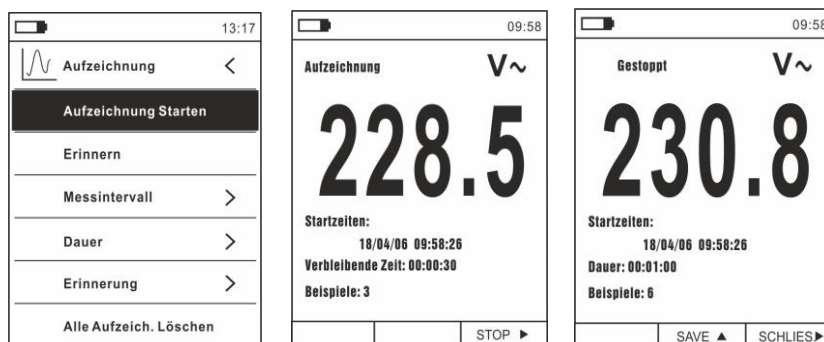 13:17
Aufzeichnung <
Aufzeichnung Starten
Erinnern
Messintervall >
Dauer >
Erinnerung >
Alle Aufzeich. Löschen
09:58
Aufzeichnung V~
228.5
Startzeiten:
18/04/06 09:58:26
Verbleibende Zeit: 00:00:30
Beispiele: 3
STOP ▶
09:58
Gestoppt V~
230.8
Startzeiten:
18/04/06 09:58:26
Dauer: 00:01:00
Beispiele: 6
SAVE ▲ SCHLIES▶